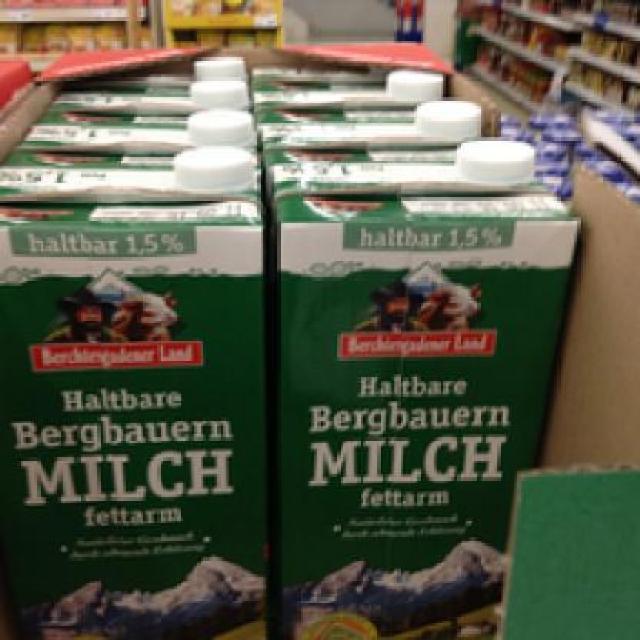 haltbar 1,5%
Berchtesgadener Land
Haltbare
Bergbauern
MILCH
fettarm
haltbar 1,5%
Berchtesgadener Land
Haltbare
Bergbauern
MILCH
fettarm